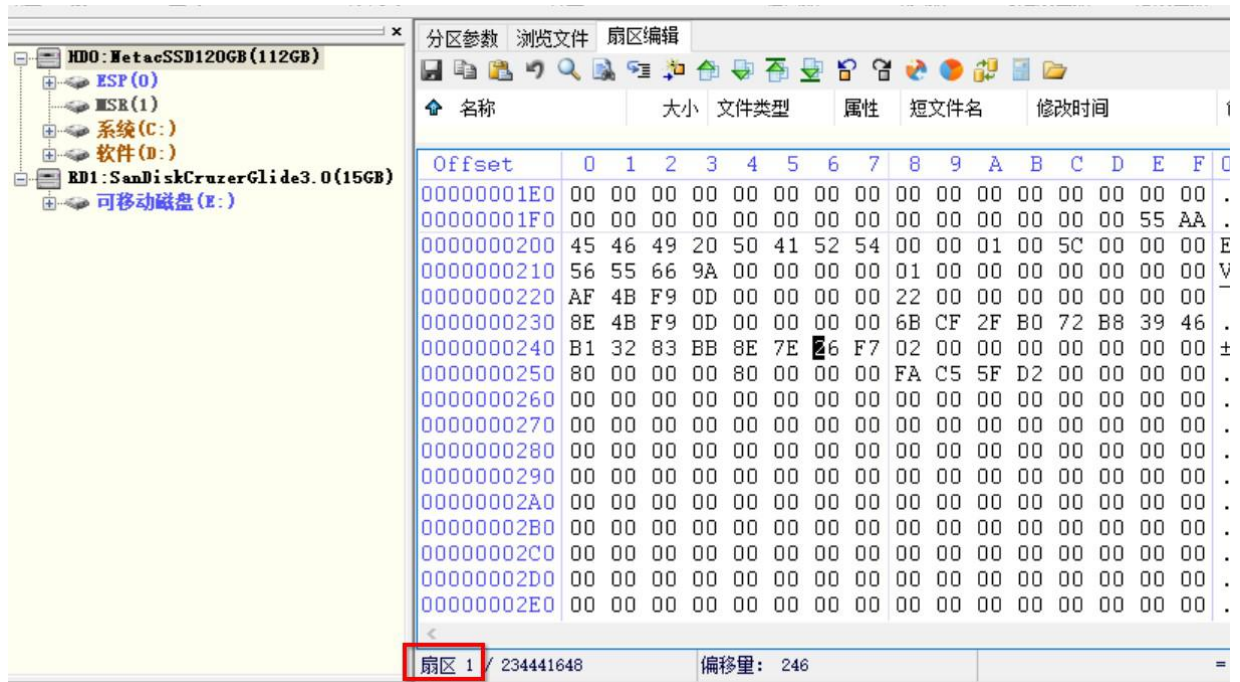 HD0:NetacSSD120GB(112GB)
ESP(0)
MSR(1)
系统(C:)
软件(D:)
RD1:SanDiskCruzerGlide3.0(15GB)
可移动磁盘(E:)
分区参数 浏览文件 扇区编辑
名称 大小 文件类型 属性 短文件名 修改时间
Offset 0 1 2 3 4 5 6 7 8 9 A B C D E F
00000001E0 00 00 00 00 00 00 00 00 00 00 00 00 00 00 00 00 .
00000001F0 00 00 00 00 00 00 00 00 00 00 00 00 00 00 55 AA .
0000000200 45 46 49 20 50 41 52 54 00 00 01 00 5C 00 00 00 E
0000000210 56 55 66 9A 00 00 00 00 01 00 00 00 00 00 00 00 V
0000000220 AF 4B F9 0D 00 00 00 00 22 00 00 00 00 00 00 00 ¯
0000000230 8E 4B F9 0D 00 00 00 00 6B CF 2F B0 72 B8 39 46 .
0000000240 B1 32 83 BB 8E 7E 26 F7 02 00 00 00 00 00 00 00 ±
0000000250 80 00 00 00 80 00 00 00 FA C5 5F D2 00 00 00 00 .
0000000260 00 00 00 00 00 00 00 00 00 00 00 00 00 00 00 00 .
0000000270 00 00 00 00 00 00 00 00 00 00 00 00 00 00 00 00 .
0000000280 00 00 00 00 00 00 00 00 00 00 00 00 00 00 00 00 .
0000000290 00 00 00 00 00 00 00 00 00 00 00 00 00 00 00 00 .
00000002A0 00 00 00 00 00 00 00 00 00 00 00 00 00 00 00 00 .
00000002B0 00 00 00 00 00 00 00 00 00 00 00 00 00 00 00 00 .
00000002C0 00 00 00 00 00 00 00 00 00 00 00 00 00 00 00 00 .
00000002D0 00 00 00 00 00 00 00 00 00 00 00 00 00 00 00 00 .
00000002E0 00 00 00 00 00 00 00 00 00 00 00 00 00 00 00 00 .
扇区 1 / 234441648 偏移量: 246 =